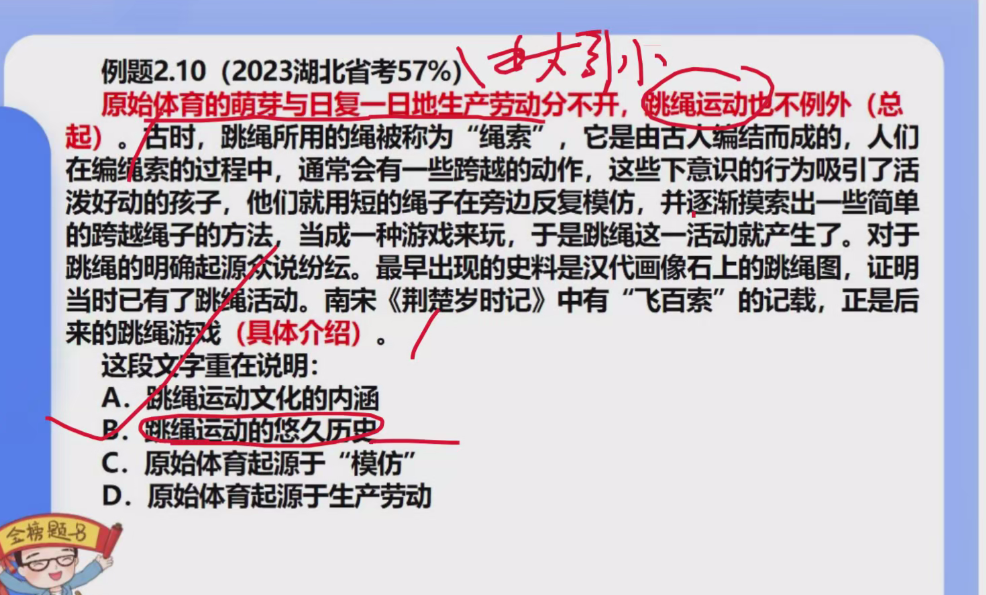 例题2.10（2023湖北省考57%）由大到小
原始体育的萌芽与日复一日地生产劳动分不开，跳绳运动也不例外（总
起）。古时，跳绳所用的绳被称为“绳索”，它是由古人编结而成的，人们
在编绳索的过程中，通常会有一些跨越的动作，这些下意识的行为吸引了活
泼好动的孩子，他们就用短的绳子在旁边反复模仿，并逐渐摸索出一些简单
的跨越绳子的方法，当成一种游戏来玩，于是跳绳这一活动就产生了。对于
跳绳的明确起源众说纷纭。最早出现的史料是汉代画像石上的跳绳图，证明
当时已有了跳绳活动。南宋《荆楚岁时记》中有“飞百索”的记载，正是后
来的跳绳游戏（具体介绍）。
这段文字重在说明：
A．跳绳运动文化的内涵
B．跳绳运动的悠久历史
C．原始体育起源于“模仿”
D．原始体育起源于生产劳动
金榜题名